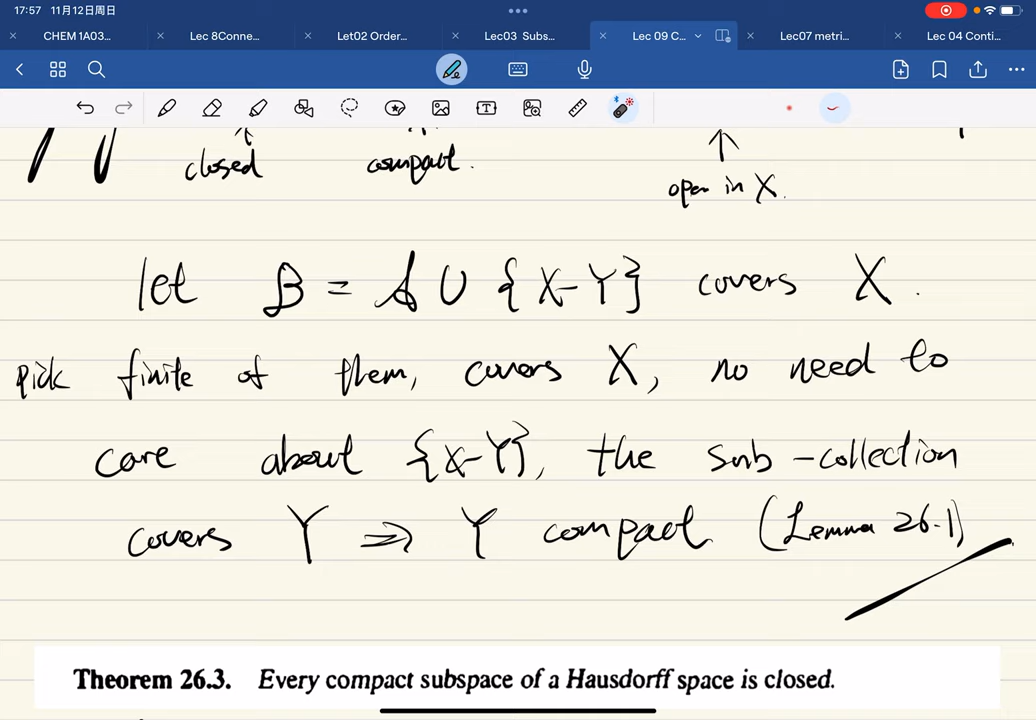 17:57 11月12日周日
CHEM 1A03... Lec 8Conne... Let02 Order... Lec03 Subs... Lec 09 C... Lec07 metri... Lec 04 Conti...
closed compact. open in X.
let B = A ∪ {X-Y} covers X.
pick finite of them, covers X, no need to
care about {X-Y}, the sub-collection
covers Y ⇒ Y compact (Lemma 26.1)
Theorem 26.3. Every compact subspace of a Hausdorff space is closed.